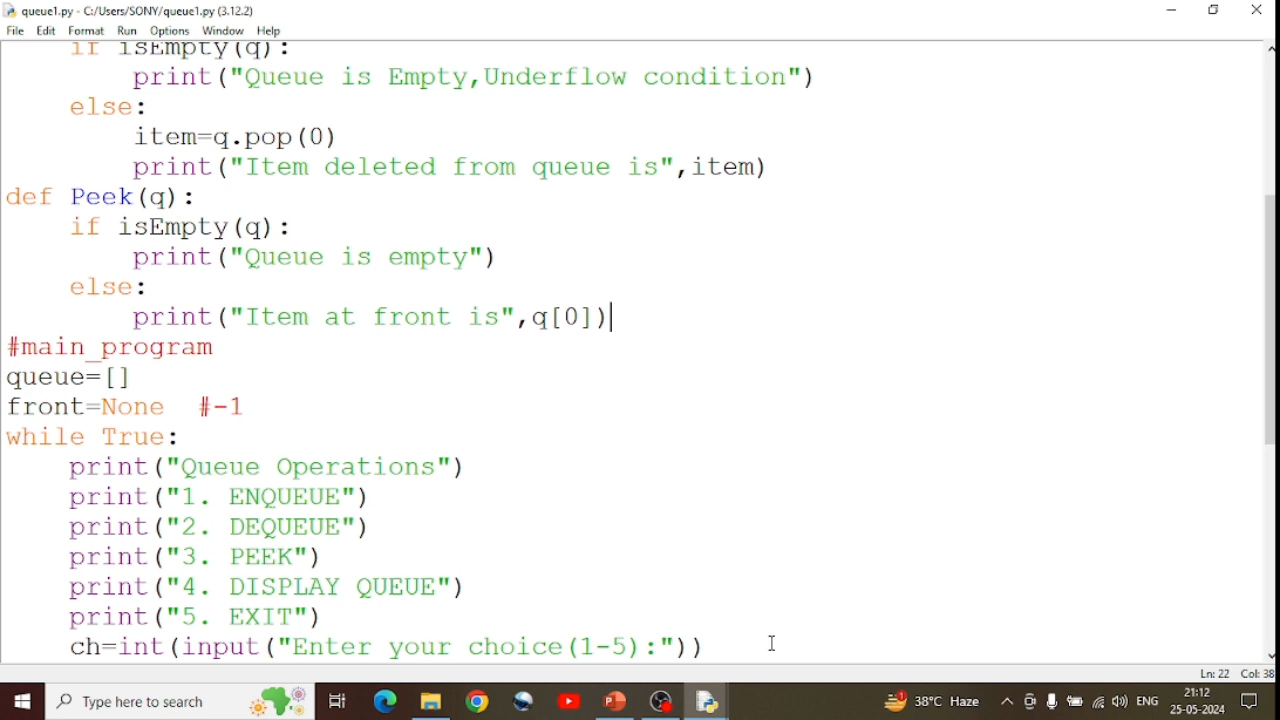 queue1.py - C:/Users/SONY/queue1.py (3.12.2)
File Edit Format Run Options Window Help
if isEmpty(q):
print("Queue is Empty,Underflow condition")
else:
item=q.pop(0)
print("Item deleted from queue is",item)
def Peek(q):
if isEmpty(q):
print("Queue is empty")
else:
print("Item at front is",q[0])
#main_program
queue=[]
front=None #-1
while True:
print("Queue Operations")
print("1. ENQUEUE")
print("2. DEQUEUE")
print("3. PEEK")
print("4. DISPLAY QUEUE")
print("5. EXIT")
ch=int(input("Enter your choice(1-5):"))
Ln: 22 Col: 38
Type here to search
1
38°C Haze
ENG
21:12
25-05-2024